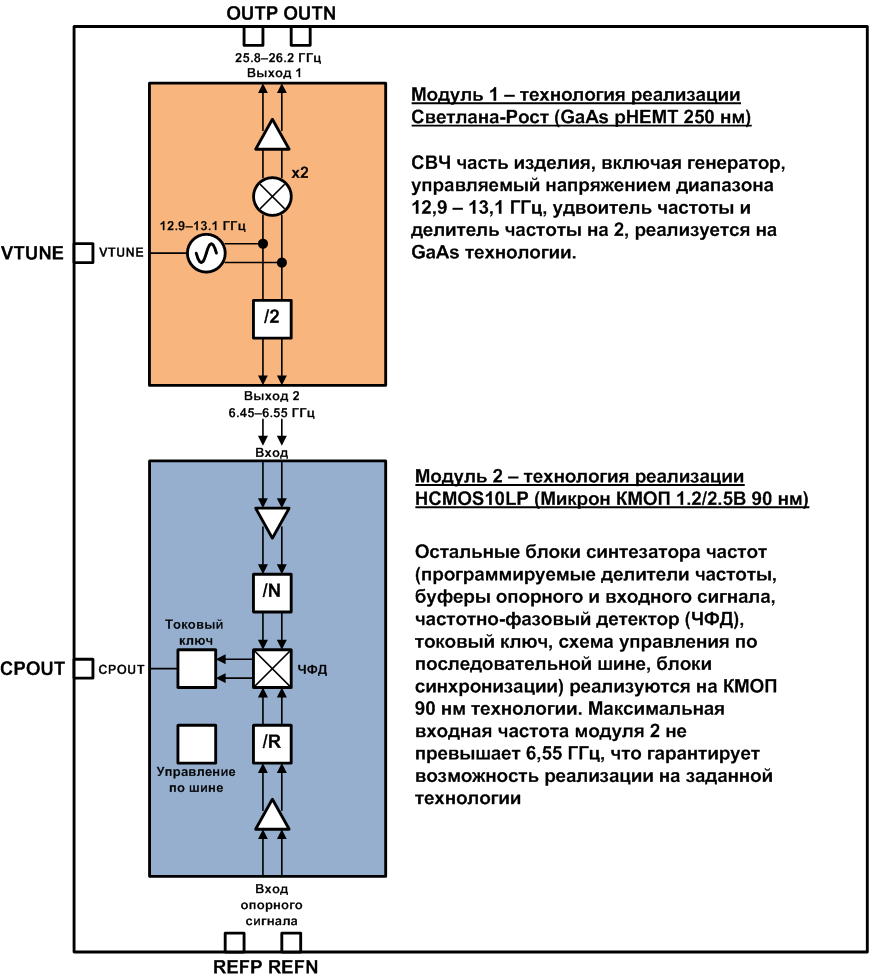 OUTP OUTN
25.8–26.2 ГГц
Выход 1
x2
12.9–13.1 ГГц
VTUNE
VTUNE
/2
Выход 2
6.45–6.55 ГГц
Модуль 1 – технология реализации
Светлана-Рост (GaAs pHEMT 250 нм)
СВЧ часть изделия, включая генератор,
управляемый напряжением диапазона
12,9 – 13,1 ГГц, удвоитель частоты и
делитель частоты на 2, реализуется на
GaAs технологии.
Вход
/N
Токовый
ключ
CPOUT
CPOUT
ЧФД
/R
Управление
по шине
Вход
опорного
сигнала
REFP REFN
Модуль 2 – технология реализации
HCMOS10LP (Микрон КМОП 1.2/2.5В 90 нм)
Остальные блоки синтезатора частот
(программируемые делители частоты,
буферы опорного и входного сигнала,
частотно-фазовый детектор (ЧФД),
токовый ключ, схема управления по
последовательной шине, блоки
синхронизации) реализуются на КМОП
90 нм технологии. Максимальная
входная частота модуля 2 не
превышает 6,55 ГГц, что гарантирует
возможность реализации на заданной
технологии